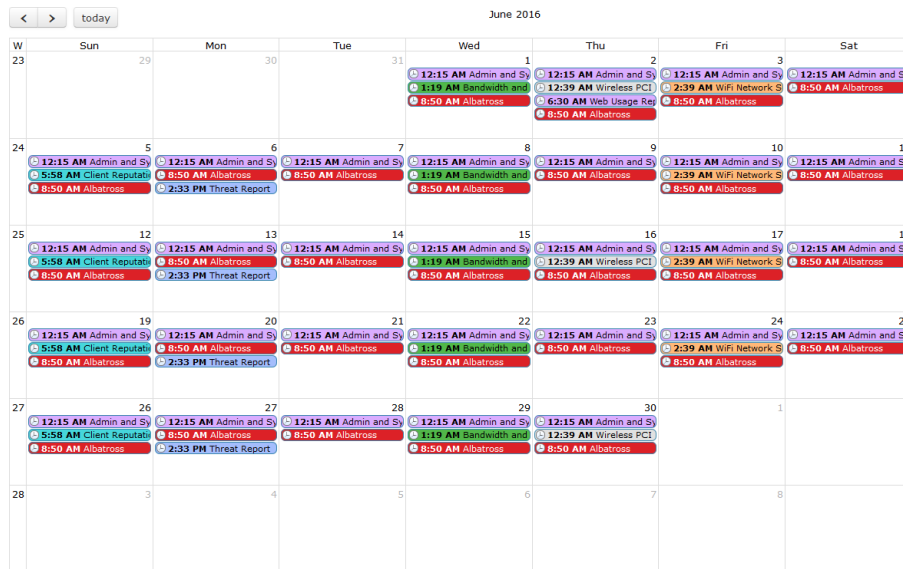 today
June 2016
W Sun Mon Tue Wed Thu Fri Sat
23 29 30 31 1 2 3
12:15 AM Admin and Sy 12:15 AM Admin and Sy 12:15 AM Admin and Sy 12:15 AM Admin and S
1:19 AM Bandwidth and 12:39 AM Wireless PCI 2:39 AM WiFi Network S 8:50 AM Albatross
8:50 AM Albatross 6:30 AM Web Usage Rep 8:50 AM Albatross
8:50 AM Albatross
24 5 6 7 8 9 10 1
12:15 AM Admin and Sy 12:15 AM Admin and Sy 12:15 AM Admin and Sy 12:15 AM Admin and Sy 12:15 AM Admin and Sy 12:15 AM Admin and Sy 12:15 AM Admin and S
5:58 AM Client Reputati 8:50 AM Albatross 8:50 AM Albatross 1:19 AM Bandwidth and 8:50 AM Albatross 2:39 AM WiFi Network S 8:50 AM Albatross
8:50 AM Albatross 2:33 PM Threat Report 8:50 AM Albatross 8:50 AM Albatross
25 12 13 14 15 16 17 1
12:15 AM Admin and Sy 12:15 AM Admin and Sy 12:15 AM Admin and Sy 12:15 AM Admin and Sy 12:15 AM Admin and Sy 12:15 AM Admin and Sy 12:15 AM Admin and S
5:58 AM Client Reputati 8:50 AM Albatross 8:50 AM Albatross 1:19 AM Bandwidth and 12:39 AM Wireless PCI 2:39 AM WiFi Network S 8:50 AM Albatross
8:50 AM Albatross 2:33 PM Threat Report 8:50 AM Albatross 8:50 AM Albatross 8:50 AM Albatross
26 19 20 21 22 23 24 2
12:15 AM Admin and Sy 12:15 AM Admin and Sy 12:15 AM Admin and Sy 12:15 AM Admin and Sy 12:15 AM Admin and Sy 12:15 AM Admin and Sy 12:15 AM Admin and S
5:58 AM Client Reputati 8:50 AM Albatross 8:50 AM Albatross 1:19 AM Bandwidth and 8:50 AM Albatross 2:39 AM WiFi Network S 8:50 AM Albatross
8:50 AM Albatross 2:33 PM Threat Report 8:50 AM Albatross 8:50 AM Albatross
27 26 27 28 29 30 1
12:15 AM Admin and Sy 12:15 AM Admin and Sy 12:15 AM Admin and Sy 12:15 AM Admin and Sy 12:15 AM Admin and Sy
5:58 AM Client Reputati 8:50 AM Albatross 8:50 AM Albatross 1:19 AM Bandwidth and 12:39 AM Wireless PCI
8:50 AM Albatross 2:33 PM Threat Report 8:50 AM Albatross 8:50 AM Albatross
28 3 4 5 6 7 8